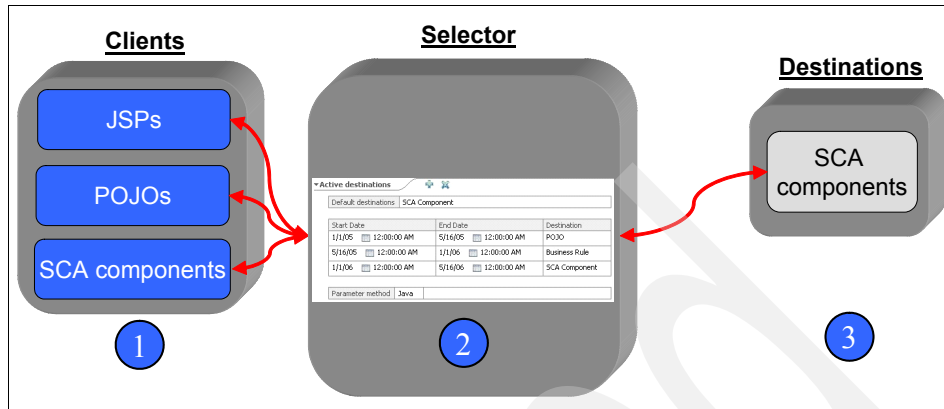 Clients
Selector
Destinations
JSPs
POJOs
SCA components
Active destinations
Default destinations SCA Component
Start Date End Date Destination
1/1/05 12:00:00 AM 5/16/05 12:00:00 AM POJO
5/16/05 12:00:00 AM 1/1/06 12:00:00 AM Business Rule
1/1/06 12:00:00 AM 5/16/06 12:00:00 AM SCA Component
Parameter method Java
SCA
components
1
2
3